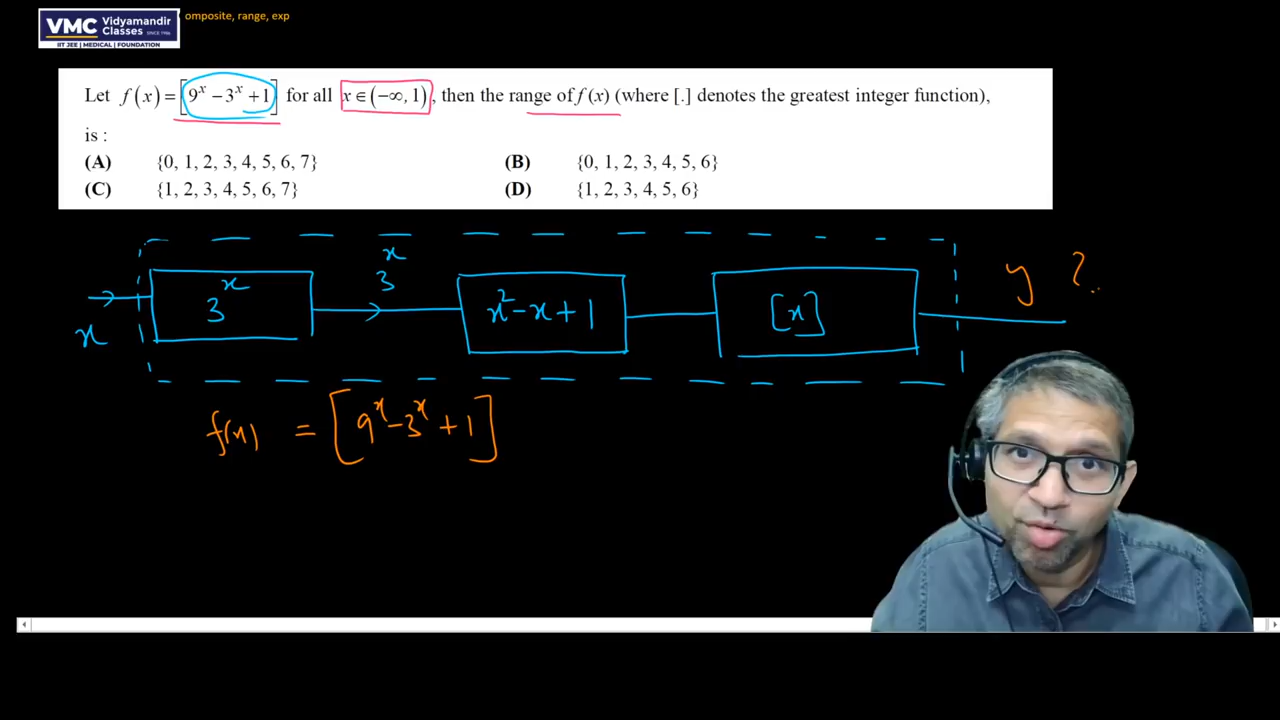 VMC Vidyamandir Classes SINCE 1986
IIT JEE | MEDICAL | FOUNDATION
omposite, range, exp
Let f(x) = [9^x − 3^x + 1] for all x ∈ (−∞, 1), then the range of f(x) (where [.] denotes the greatest integer function),
is :
(A) {0, 1, 2, 3, 4, 5, 6, 7} (B) {0, 1, 2, 3, 4, 5, 6}
(C) {1, 2, 3, 4, 5, 6, 7} (D) {1, 2, 3, 4, 5, 6}
x 3^x 3^x x² − x + 1 [x] y ?
f(x) = [9^x − 3^x + 1]